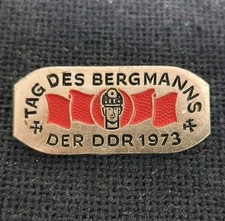 TAG DES BERGMANNS
DER DDR 1973